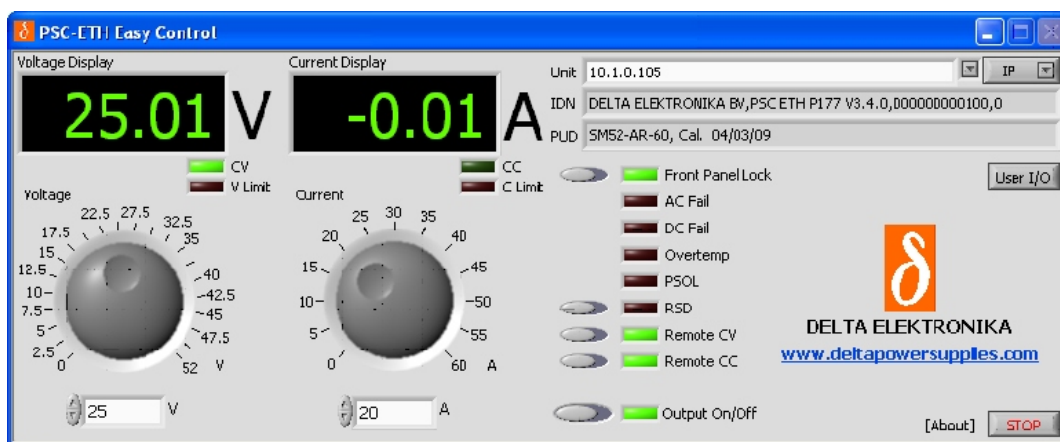 PSC-ETH Easy Control
Voltage Display
25.01 V
CV
V Limit
Current Display
-0.01 A
CC
C Limit
Unit 10.1.0.105 IP
IDN DELTA ELEKTRONIKA BV,PSC ETH P177 V3.4.0,000000000100,0
PUD SM52-AR-60, Cal. 04/03/09
Voltage
0 2.5 5 7.5 10 12.5 15 17.5 22.5 27.5 32.5 35 40 42.5 45 47.5 52 V
25 V
Current
0 5 10 15 20 25 30 35 40 45 50 55 60 A
20 A
Front Panel Lock
AC Fail
DC Fail
Overtemp
PSOL
RSD
Remote CV
Remote CC
Output On/Off
User I/O
δ
DELTA ELEKTRONIKA
www.deltapowersupplies.com
[About] STOP